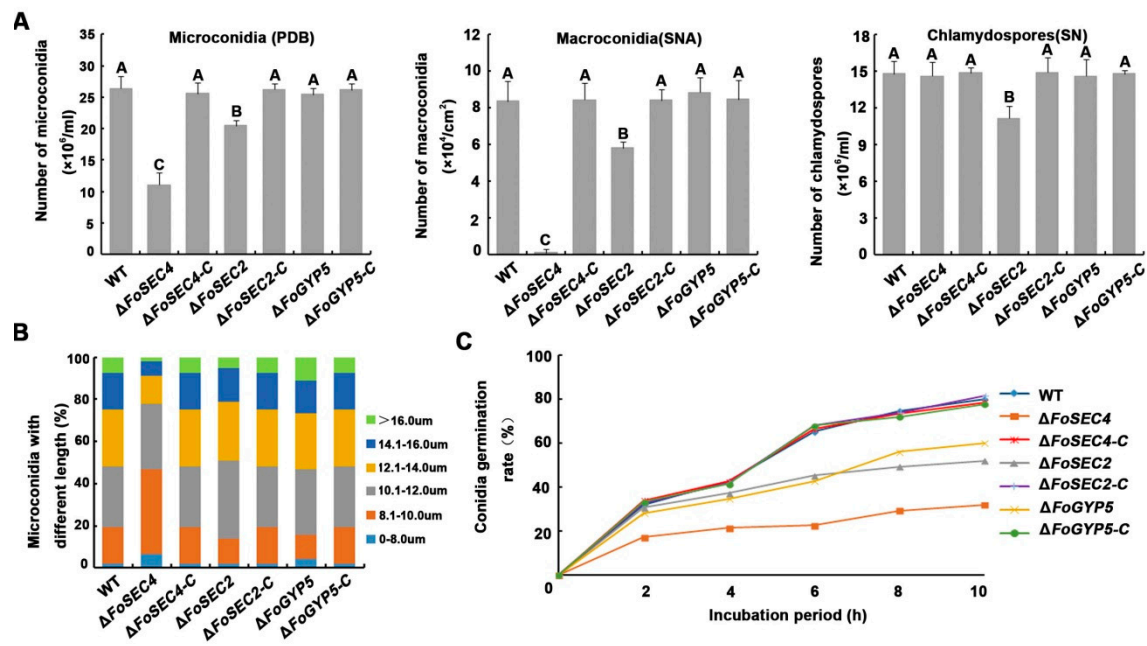 A
Microconidia (PDB)
Number of microconidia
(×10⁶/ml)
35
30
25
20
15
10
5
0
A
C
A
B
A
A
A
WT
ΔFoSEC4
ΔFoSEC4-C
ΔFoSEC2
ΔFoSEC2-C
ΔFoGYP5
ΔFoGYP5-C
Macroconidia(SNA)
Number of macroconidia
(×10⁴/cm²)
12
10
8
6
4
2
0
A
C
A
B
A
A
A
WT
ΔFoSEC4
ΔFoSEC4-C
ΔFoSEC2
ΔFoSEC2-C
ΔFoGYP5
ΔFoGYP5-C
Chlamydospores(SN)
Number of chlamydospores
(×10⁶/ml)
18
15
12
9
6
3
0
A
A
A
B
A
A
A
WT
ΔFoSEC4
ΔFoSEC4-C
ΔFoSEC2
ΔFoSEC2-C
ΔFoGYP5
ΔFoGYP5-C
B
Microconidia with
different length (%)
100
80
60
40
20
0
WT
ΔFoSEC4
ΔFoSEC4-C
ΔFoSEC2
ΔFoSEC2-C
ΔFoGYP5
ΔFoGYP5-C
>16.0um
14.1-16.0um
12.1-14.0um
10.1-12.0um
8.1-10.0um
0-8.0um
C
Conidia germination
rate (%)
100
80
60
40
20
0
2
4
6
8
10
Incubation period (h)
WT
ΔFoSEC4
ΔFoSEC4-C
ΔFoSEC2
ΔFoSEC2-C
ΔFoGYP5
ΔFoGYP5-C